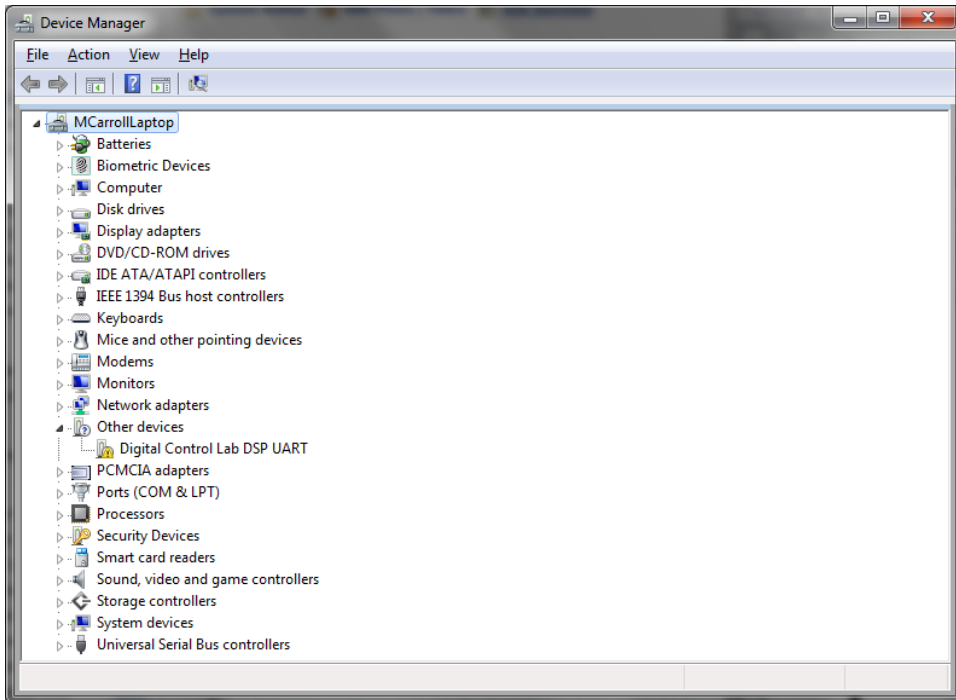 Device Manager
File Action View Help
MCarrollLaptop
Batteries
Biometric Devices
Computer
Disk drives
Display adapters
DVD/CD-ROM drives
IDE ATA/ATAPI controllers
IEEE 1394 Bus host controllers
Keyboards
Mice and other pointing devices
Modems
Monitors
Network adapters
Other devices
Digital Control Lab DSP UART
PCMCIA adapters
Ports (COM & LPT)
Processors
Security Devices
Smart card readers
Sound, video and game controllers
Storage controllers
System devices
Universal Serial Bus controllers